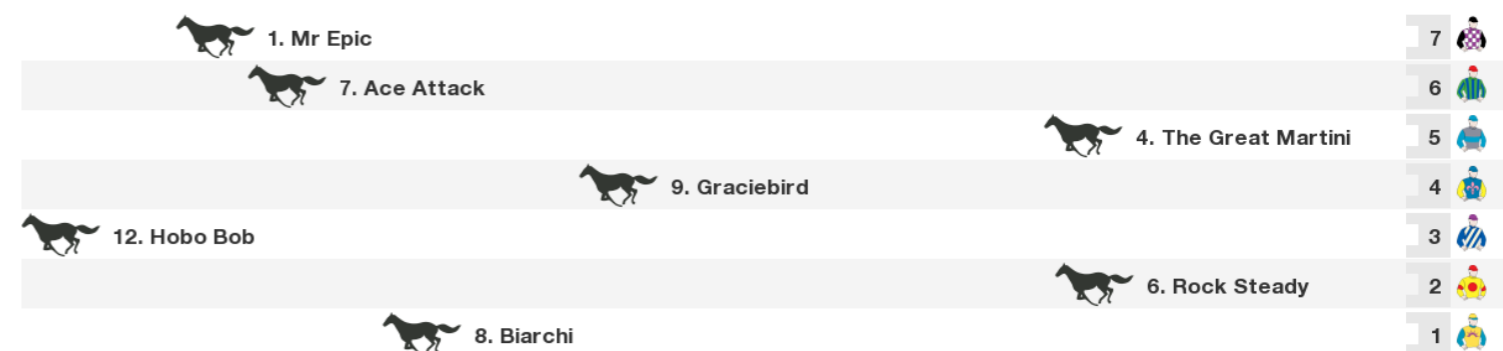 1. Mr Epic 7
7. Ace Attack 6
4. The Great Martini 5
9. Graciebird 4
12. Hobo Bob 3
6. Rock Steady 2
8. Biarchi 1